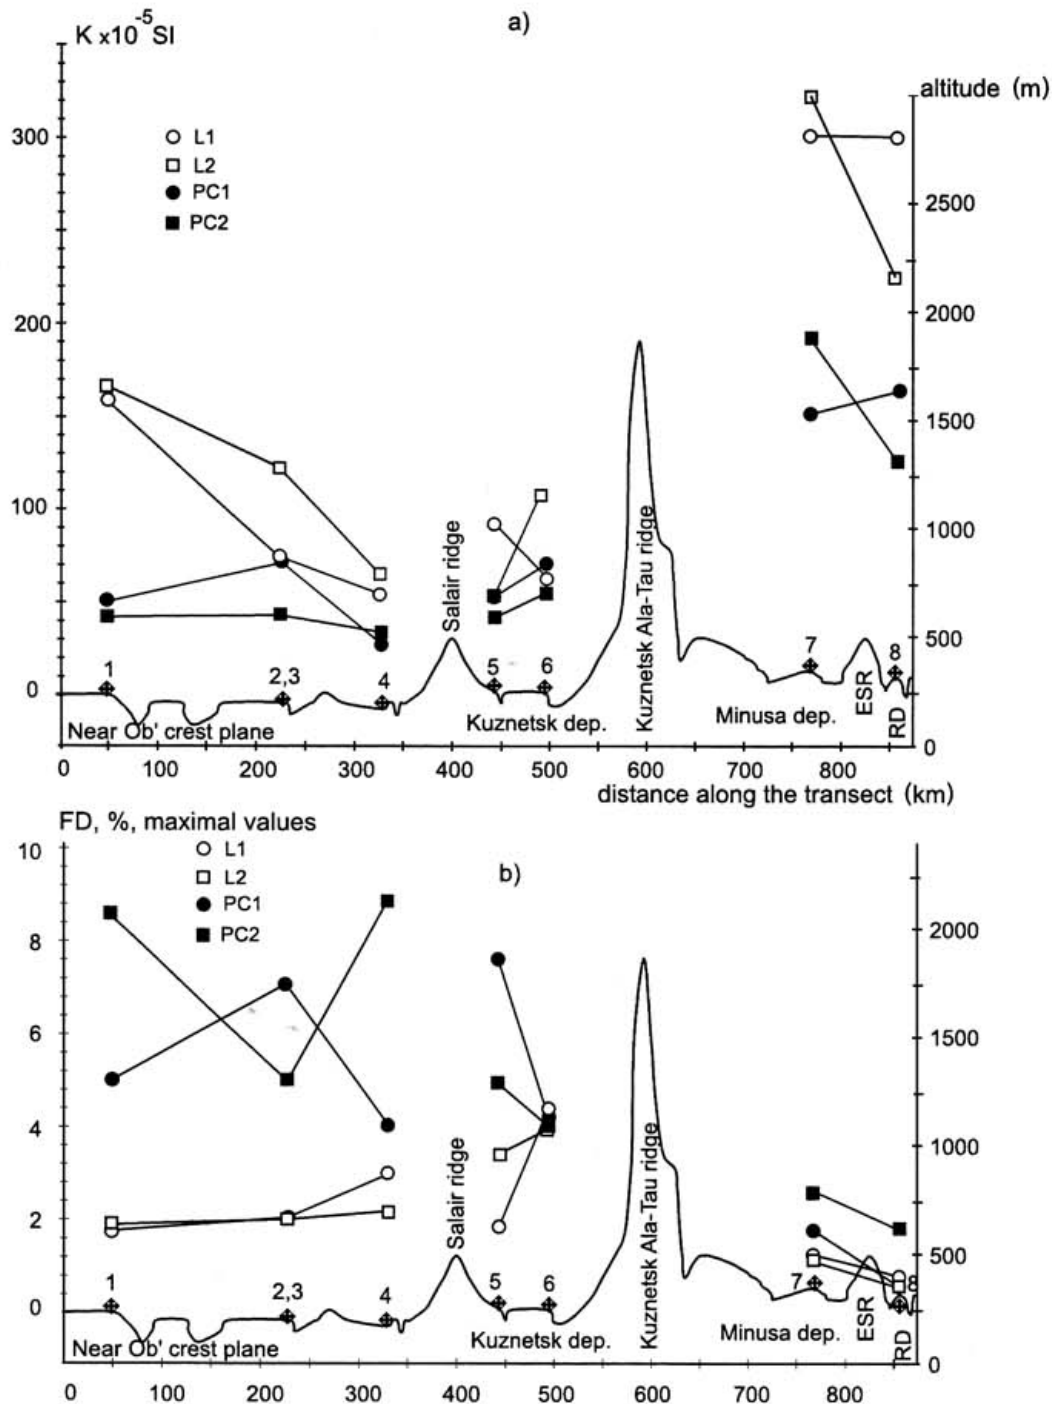 a)
K x10-5SI
altitude (m)
L1
L2
PC1
PC2
300
200
100
0
2500
2000
1500
1000
500
0
Salair ridge
Kuznetsk Ala-Tau ridge
1
2,3
4
5
6
7
8
ESR
RD
Near Ob' crest plane
Kuznetsk dep.
Minusa dep.
0 100 200 300 400 500 600 700 800
distance along the transect (km)
FD, %, maximal values
b)
L1
L2
PC1
PC2
10
8
6
4
2
0
2000
1500
1000
500
0
Salair ridge
Kuznetsk Ala-Tau ridge
1
2,3
4
5
6
7
8
ESR
RD
Near Ob' crest plane
Kuznetsk dep.
Minusa dep.
0 100 200 300 400 500 600 700 800